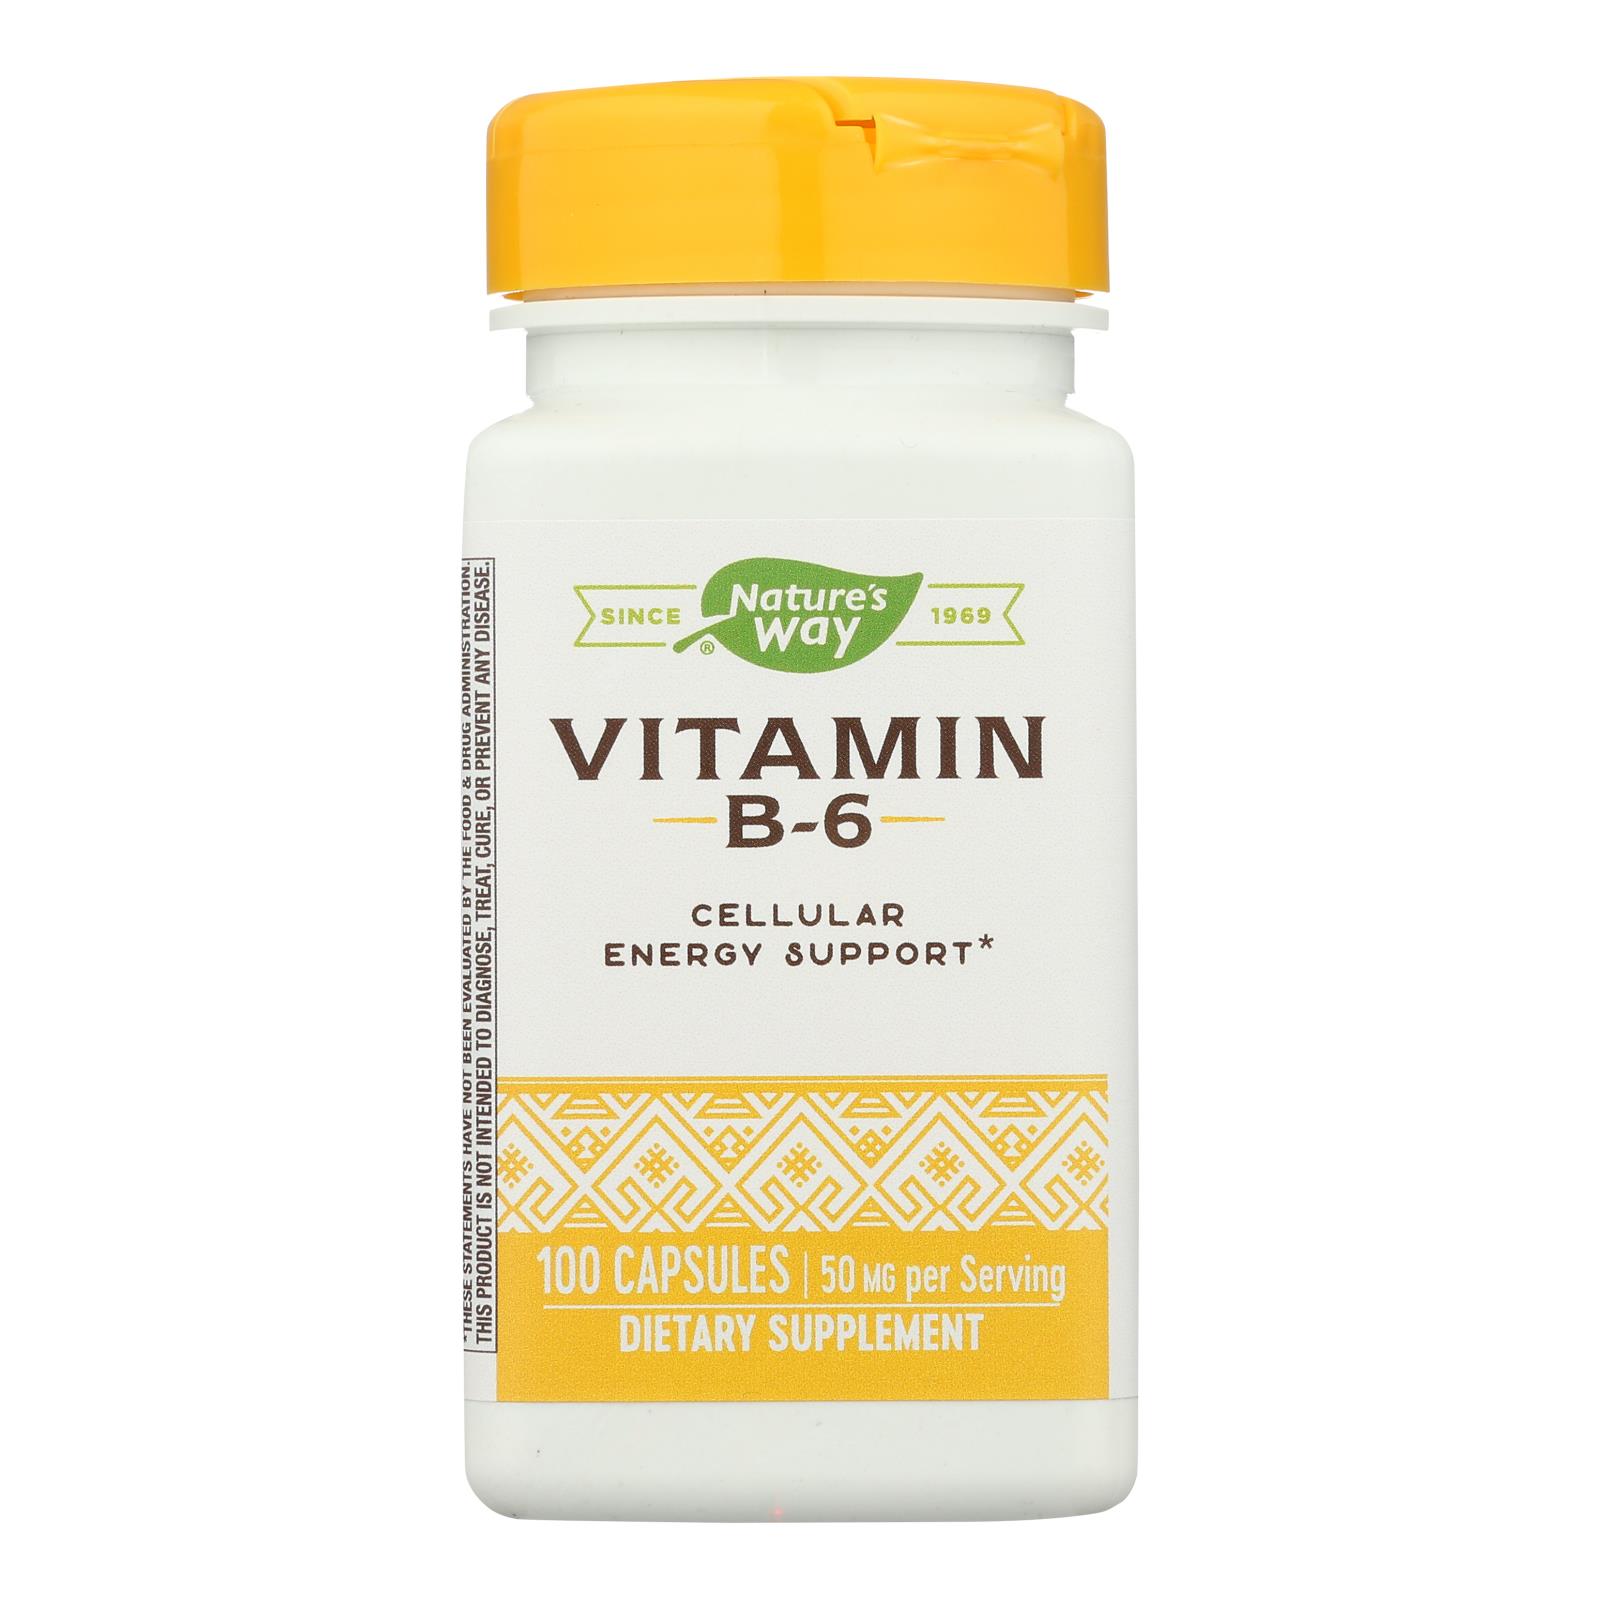 SINCE Nature's 1969
Way®
VITAMIN
B-6
CELLULAR
ENERGY SUPPORT*
100 CAPSULES | 50 MG per Serving
DIETARY SUPPLEMENT
*THESE STATEMENTS HAVE NOT BEEN EVALUATED BY THE FOOD & DRUG ADMINISTRATION.
THIS PRODUCT IS NOT INTENDED TO DIAGNOSE, TREAT, CURE, OR PREVENT ANY DISEASE.